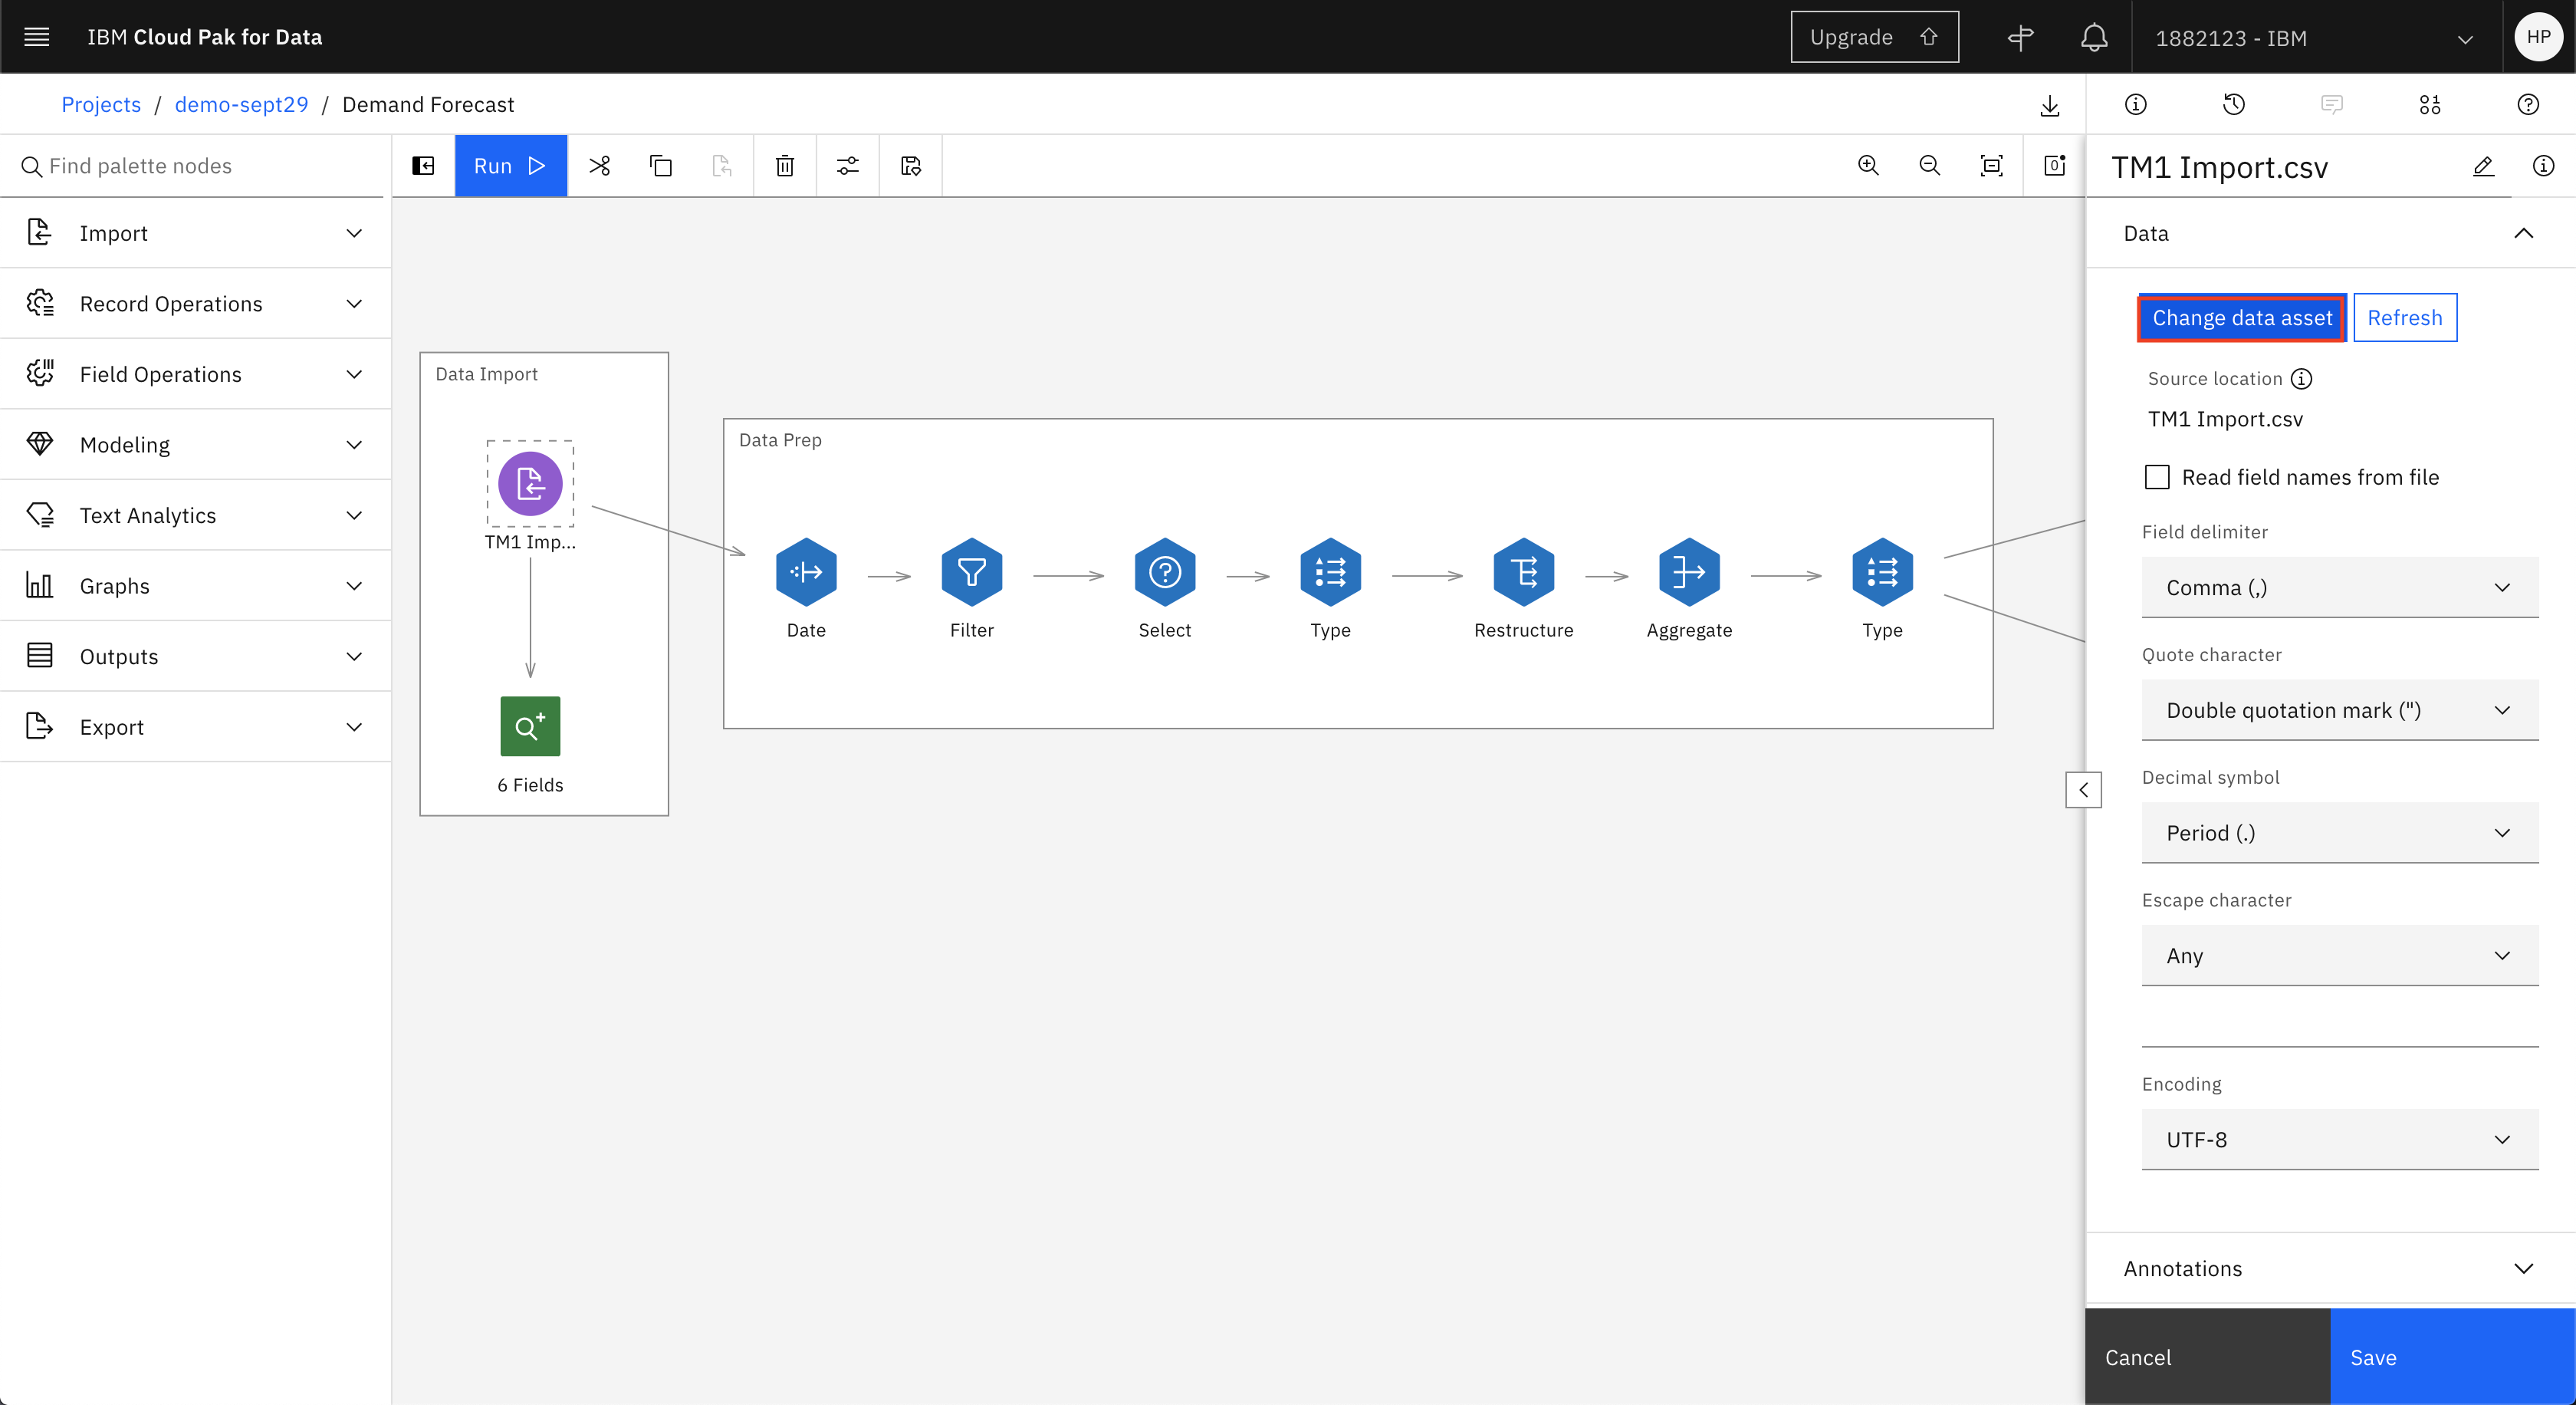 IBM Cloud Pak for Data
Upgrade
1882123 - IBM
HP
Projects / demo-sept29 / Demand Forecast
Find palette nodes
Run
TM1 Import.csv
Import
Record Operations
Field Operations
Modeling
Text Analytics
Graphs
Outputs
Export
Data Import
TM1 Imp...
6 Fields
Data Prep
Date
Filter
Select
Type
Restructure
Aggregate
Type
Data
Change data asset
Refresh
Source location
TM1 Import.csv
Read field names from file
Field delimiter
Comma (,)
Quote character
Double quotation mark (")
Decimal symbol
Period (.)
Escape character
Any
Encoding
UTF-8
Annotations
Cancel
Save